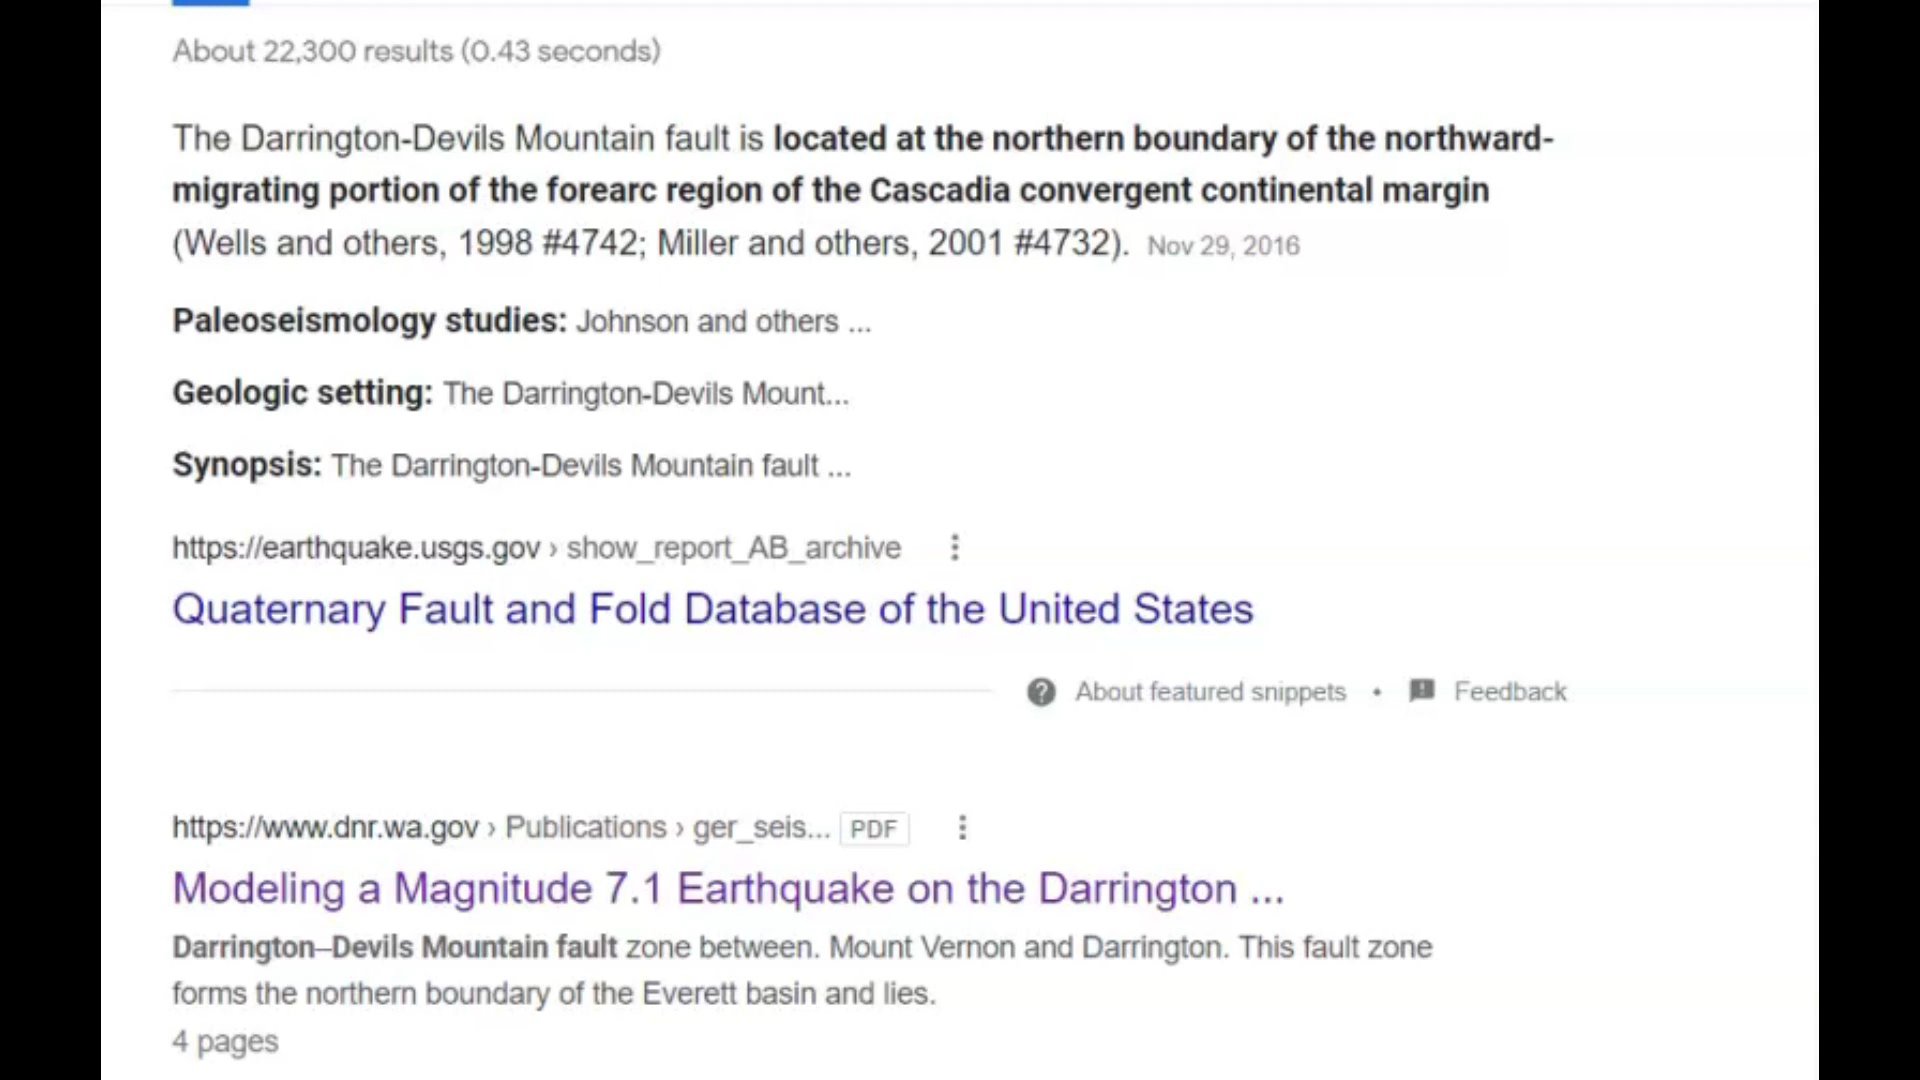 About 22,300 results (0.43 seconds)
The Darrington-Devils Mountain fault is located at the northern boundary of the northward-
migrating portion of the forearc region of the Cascadia convergent continental margin
(Wells and others, 1998 #4742; Miller and others, 2001 #4732). Nov 29, 2016
Paleoseismology studies: Johnson and others ...
Geologic setting: The Darrington-Devils Mount...
Synopsis: The Darrington-Devils Mountain fault ...
https://earthquake.usgs.gov › show_report_AB_archive
Quaternary Fault and Fold Database of the United States
About featured snippets • Feedback
https://www.dnr.wa.gov › Publications › ger_seis... PDF
Modeling a Magnitude 7.1 Earthquake on the Darrington ...
Darrington–Devils Mountain fault zone between. Mount Vernon and Darrington. This fault zone
forms the northern boundary of the Everett basin and lies.
4 pages